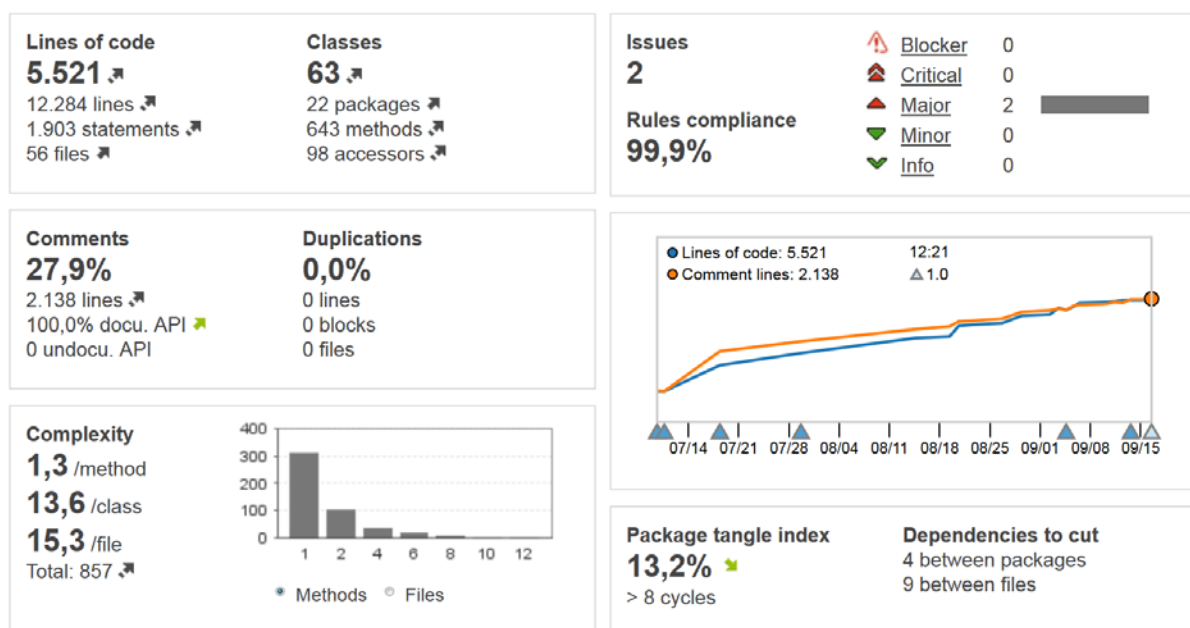 Lines of code
5.521
12.284 lines
1.903 statements
56 files
Classes
63
22 packages
643 methods
98 accessors
Issues
2
Rules compliance
99,9%
Blocker 0
Critical 0
Major 2
Minor 0
Info 0
Comments
27,9%
2.138 lines
100,0% docu. API
0 undocu. API
Duplications
0,0%
0 lines
0 blocks
0 files
Lines of code: 5.521 12:21
Comment lines: 2.138 1.0
07/14 07/21 07/28 08/04 08/11 08/18 08/25 09/01 09/08 09/15
Complexity
1,3 /method
13,6 /class
15,3 /file
Total: 857
400
300
200
100
0
1 2 4 6 8 10 12
Methods Files
Package tangle index
13,2%
> 8 cycles
Dependencies to cut
4 between packages
9 between files